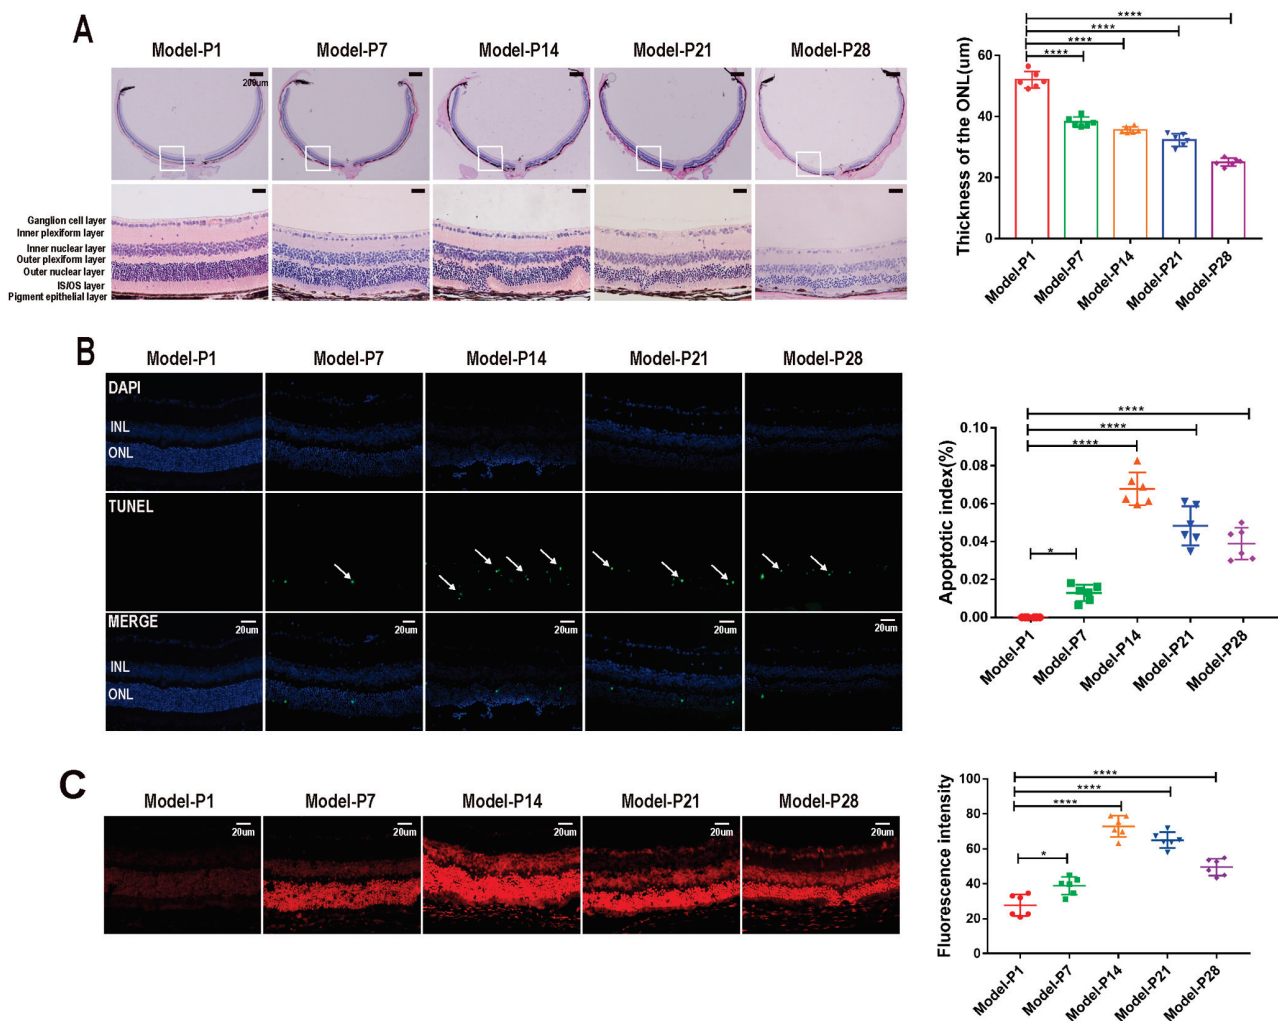 A
Model-P1 Model-P7 Model-P14 Model-P21 Model-P28
200um
Ganglion cell layer
Inner plexiform layer
Inner nuclear layer
Outer plexiform layer
Outer nuclear layer
IS/OS layer
Pigment epithelial layer
****
****
****
****
Thickness of the ONL(um)
60
40
20
0
Model-P1 Model-P7 Model-P14 Model-P21 Model-P28
B
Model-P1 Model-P7 Model-P14 Model-P21 Model-P28
DAPI
INL
ONL
TUNEL
MERGE
20um 20um 20um 20um 20um
INL
ONL
****
****
****
*
Apoptotic index(%)
0.10
0.08
0.06
0.04
0.02
0.00
Model-P1 Model-P7 Model-P14 Model-P21 Model-P28
C
Model-P1 Model-P7 Model-P14 Model-P21 Model-P28
20um 20um 20um 20um 20um
****
****
****
*
Fluorescence intensity
100
80
60
40
20
0
Model-P1 Model-P7 Model-P14 Model-P21 Model-P28